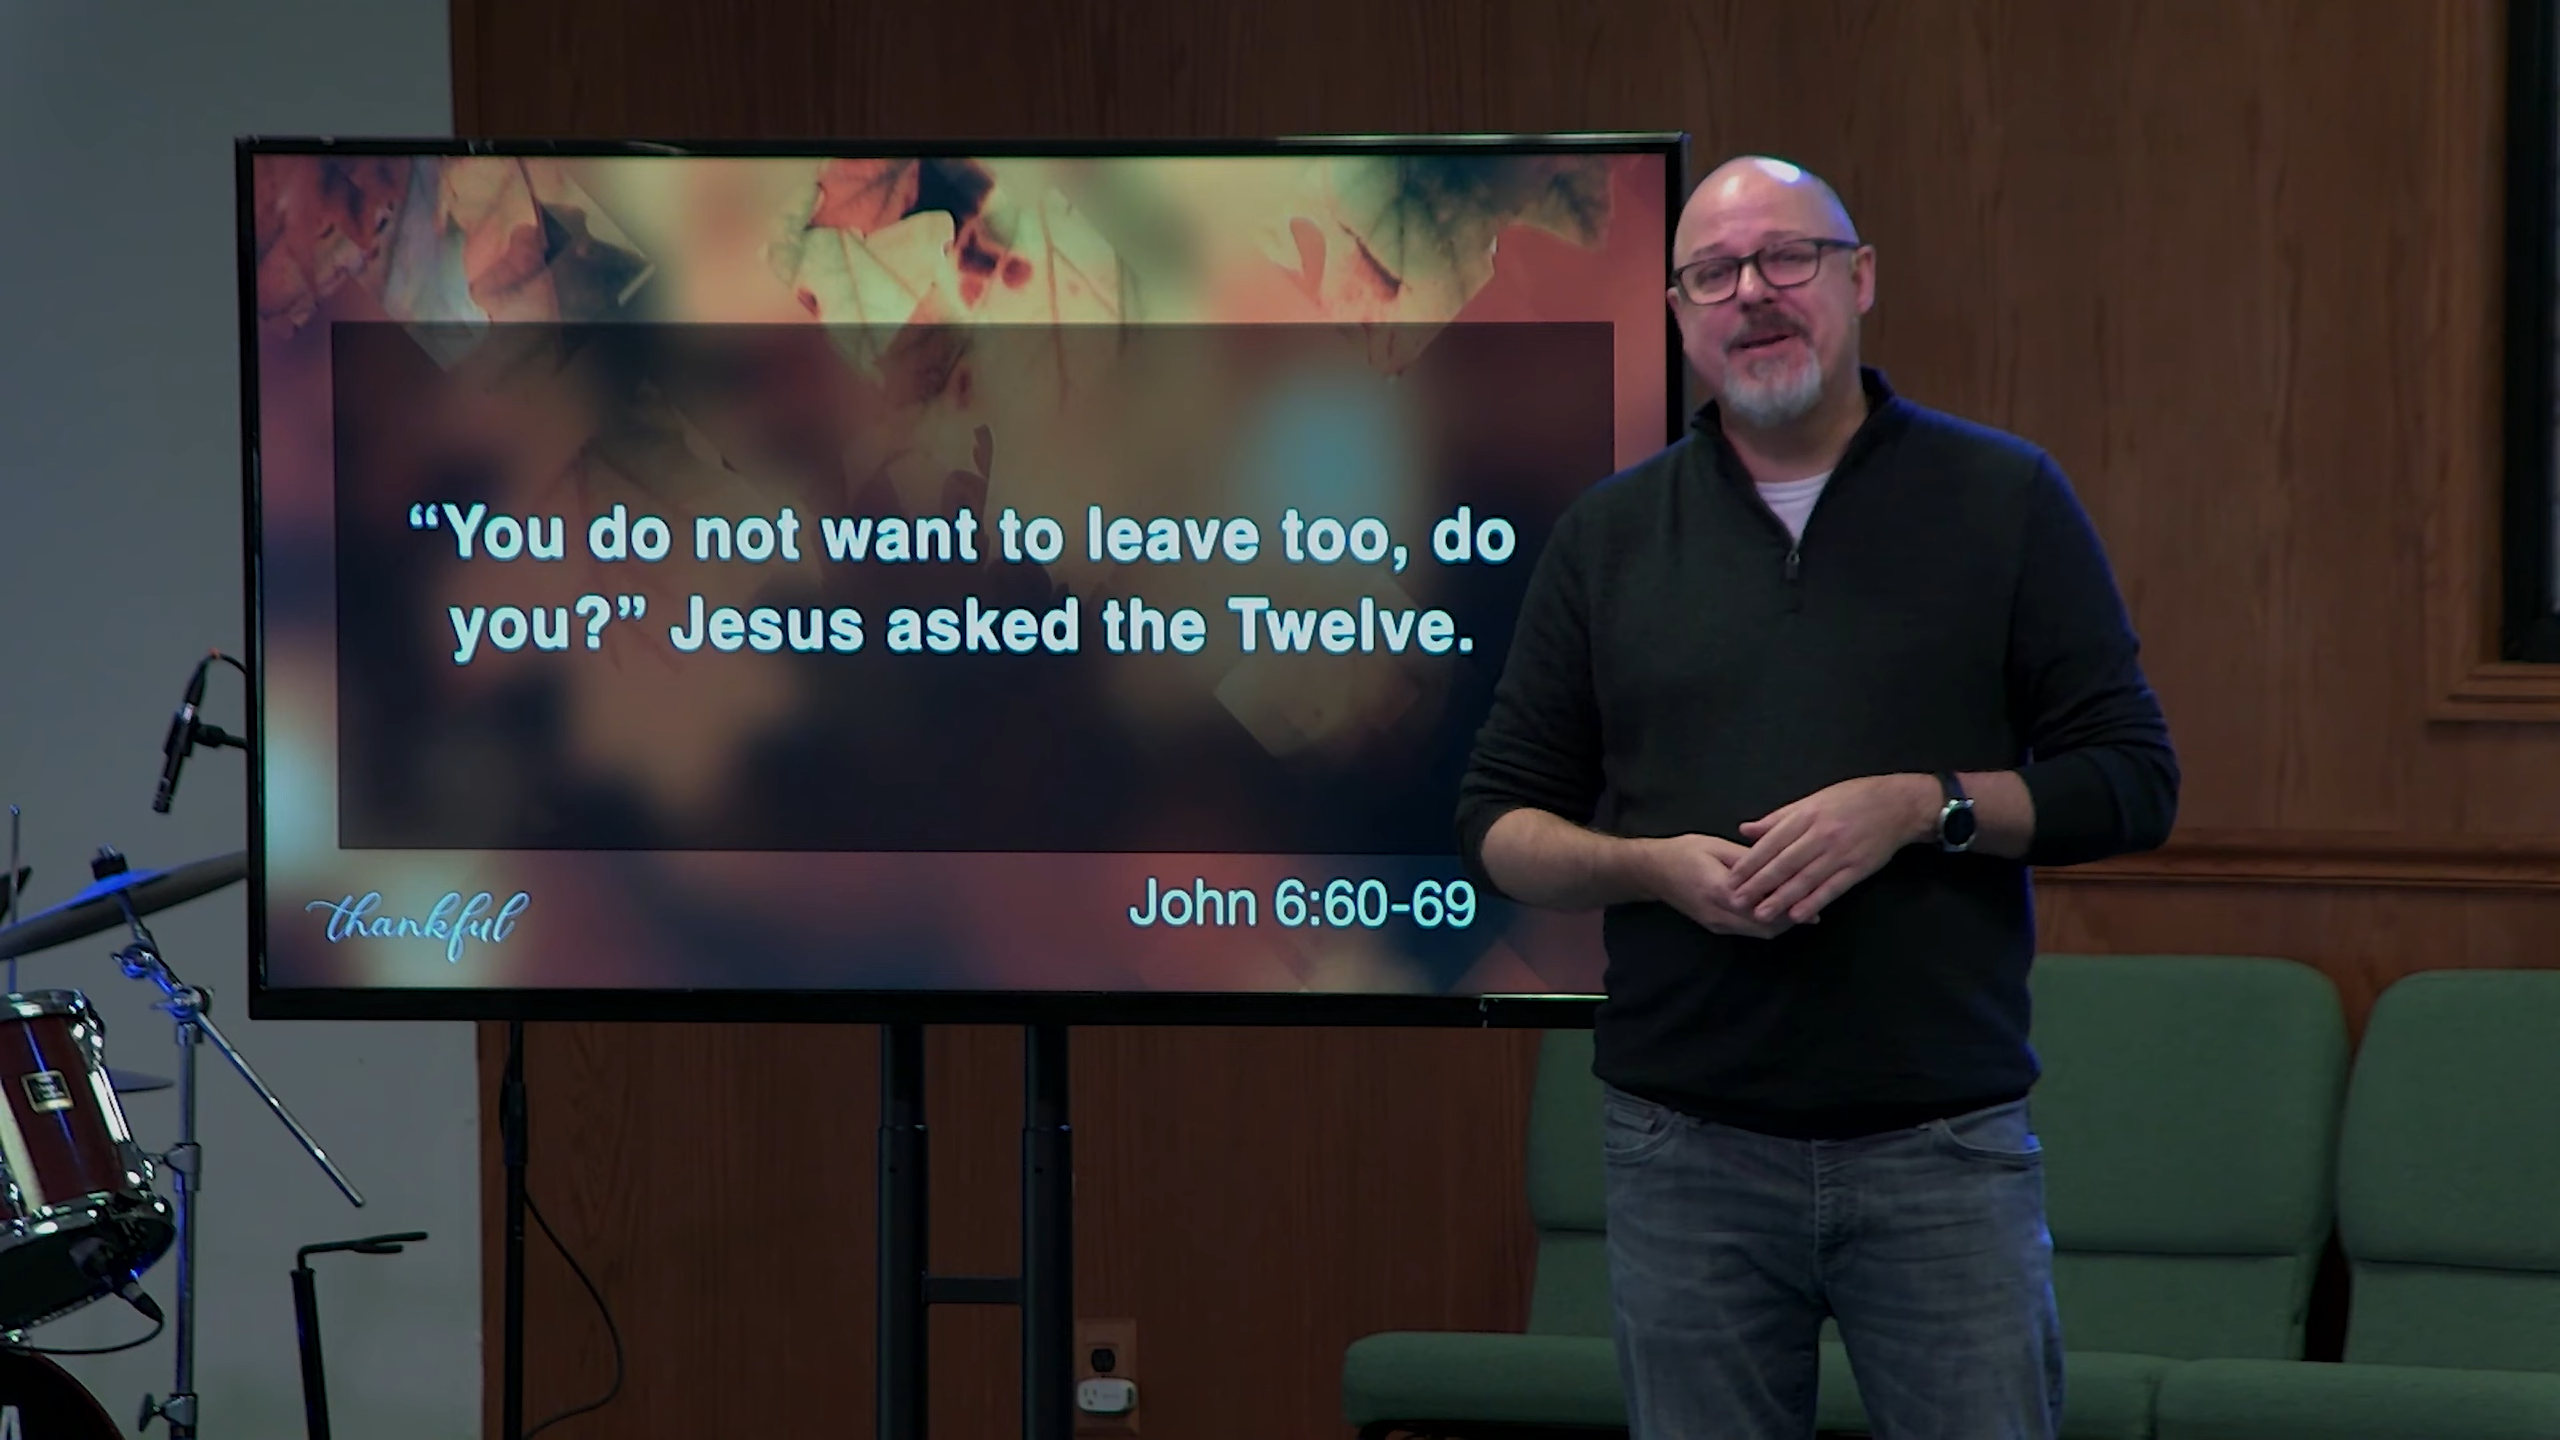 “You do not want to leave too, do
you?” Jesus asked the Twelve.
thankful
John 6:60-69